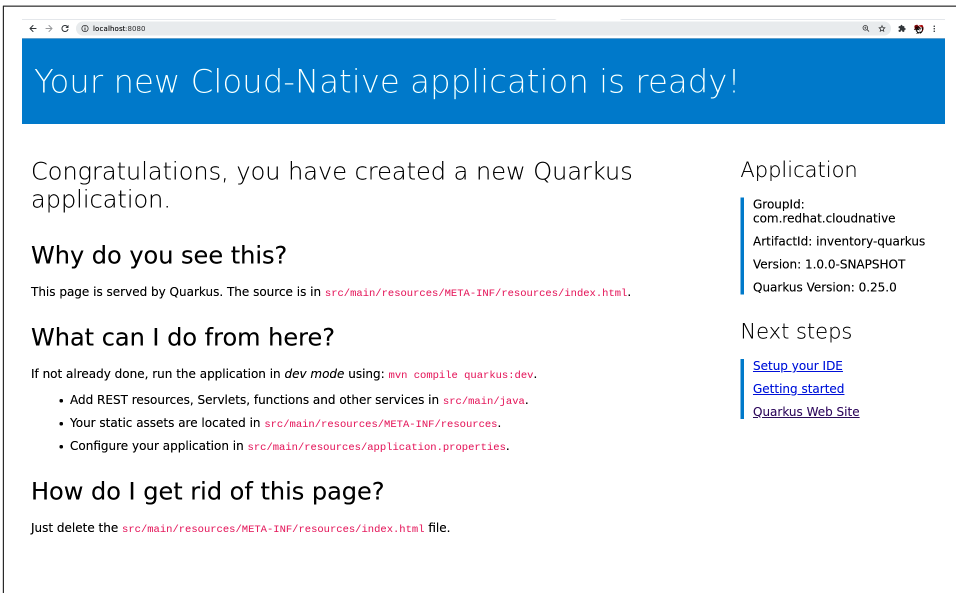 localhost:8080
Your new Cloud-Native application is ready!
Congratulations, you have created a new Quarkus
application.
Why do you see this?
This page is served by Quarkus. The source is in src/main/resources/META-INF/resources/index.html.
What can I do from here?
If not already done, run the application in dev mode using: mvn compile quarkus:dev.
• Add REST resources, Servlets, functions and other services in src/main/java.
• Your static assets are located in src/main/resources/META-INF/resources.
• Configure your application in src/main/resources/application.properties.
How do I get rid of this page?
Just delete the src/main/resources/META-INF/resources/index.html file.
Application
GroupId:
com.redhat.cloudnative
ArtifactId: inventory-quarkus
Version: 1.0.0-SNAPSHOT
Quarkus Version: 0.25.0
Next steps
Setup your IDE
Getting started
Quarkus Web Site